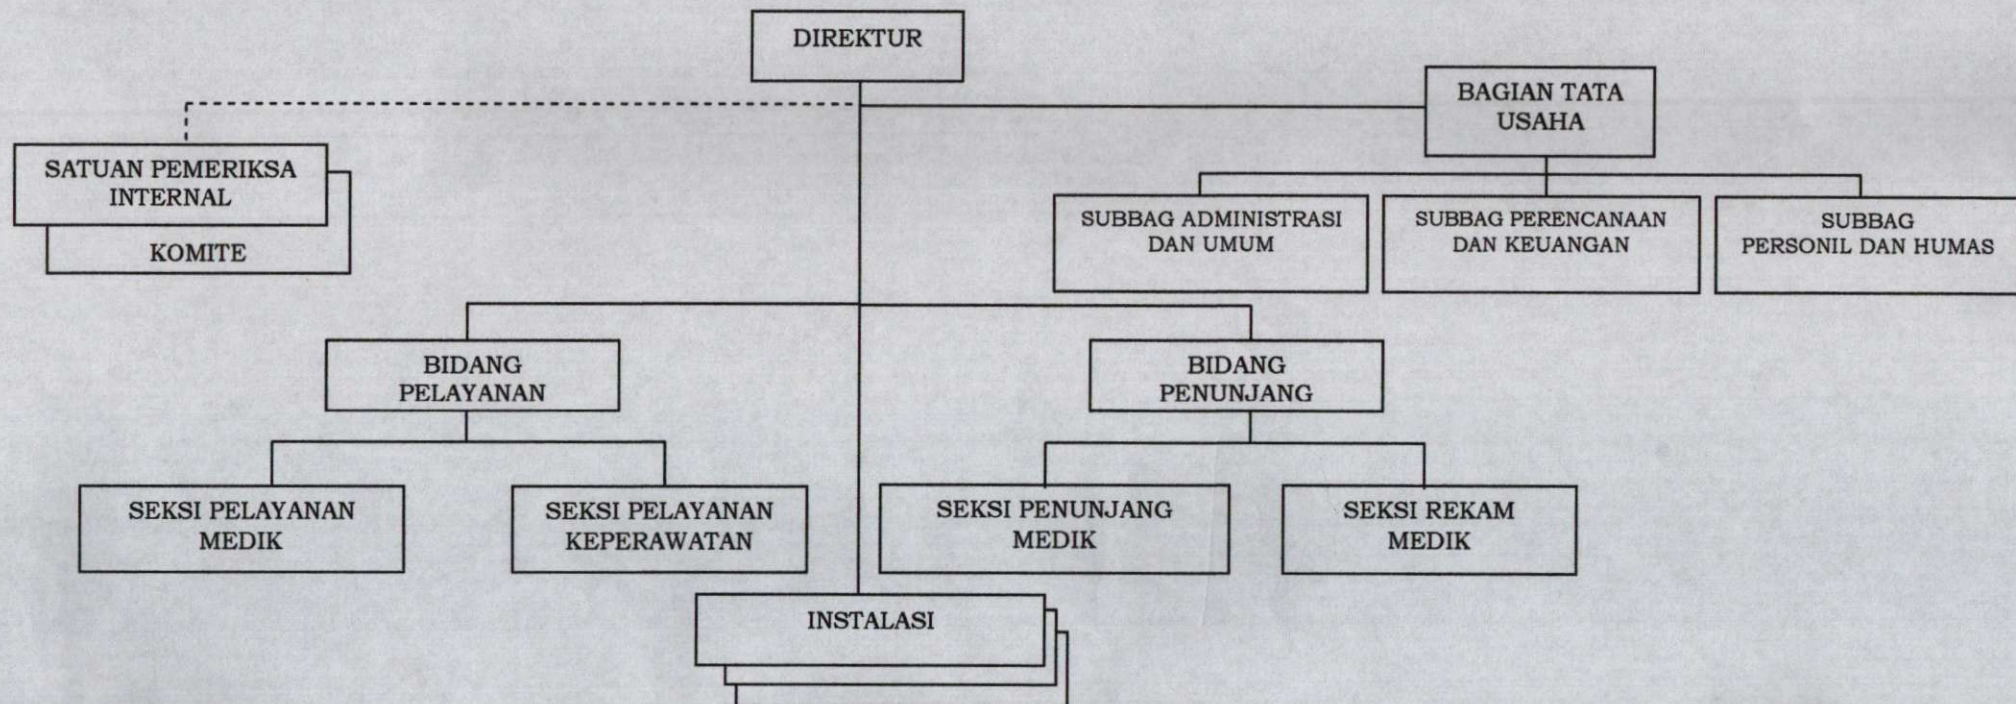 DIREKTUR
BAGIAN TATA
USAHA
SATUAN PEMERIKSA
INTERNAL
KOMITE
SUBBAG ADMINISTRASI
DAN UMUM
SUBBAG PERENCANAAN
DAN KEUANGAN
SUBBAG
PERSONIL DAN HUMAS
BIDANG
PELAYANAN
BIDANG
PENUNJANG
SEKSI PELAYANAN
MEDIK
SEKSI PELAYANAN
KEPERAWATAN
SEKSI PENUNJANG
MEDIK
SEKSI REKAM
MEDIK
INSTALASI